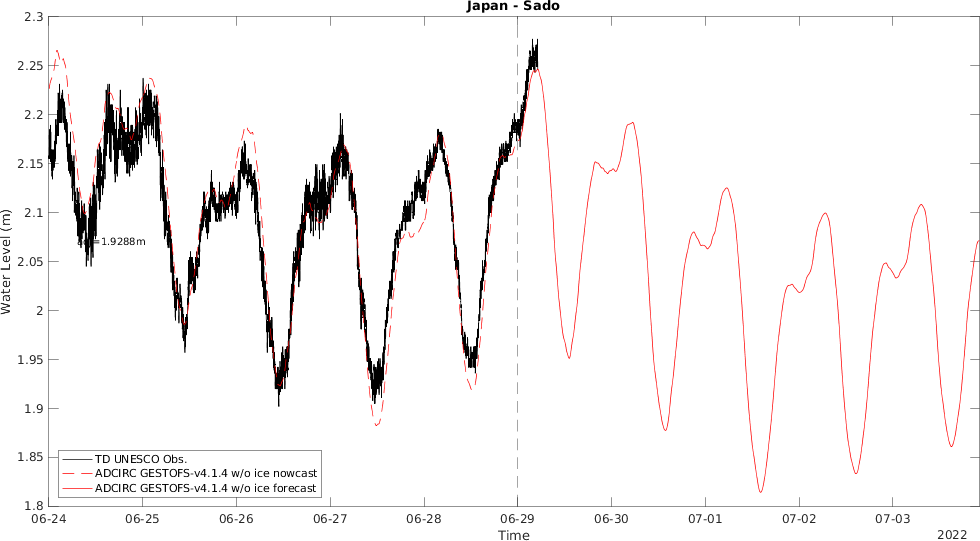 Japan - Sado
Water Level (m)
2.3
2.25
2.2
2.15
2.1
2.05
2
1.95
1.9
1.85
1.8
=1.9288m
TD UNESCO Obs.
ADCIRC GESTOFS-v4.1.4 w/o ice nowcast
ADCIRC GESTOFS-v4.1.4 w/o ice forecast
06-24 06-25 06-26 06-27 06-28 06-29 06-30 07-01 07-02 07-03
Time
2022